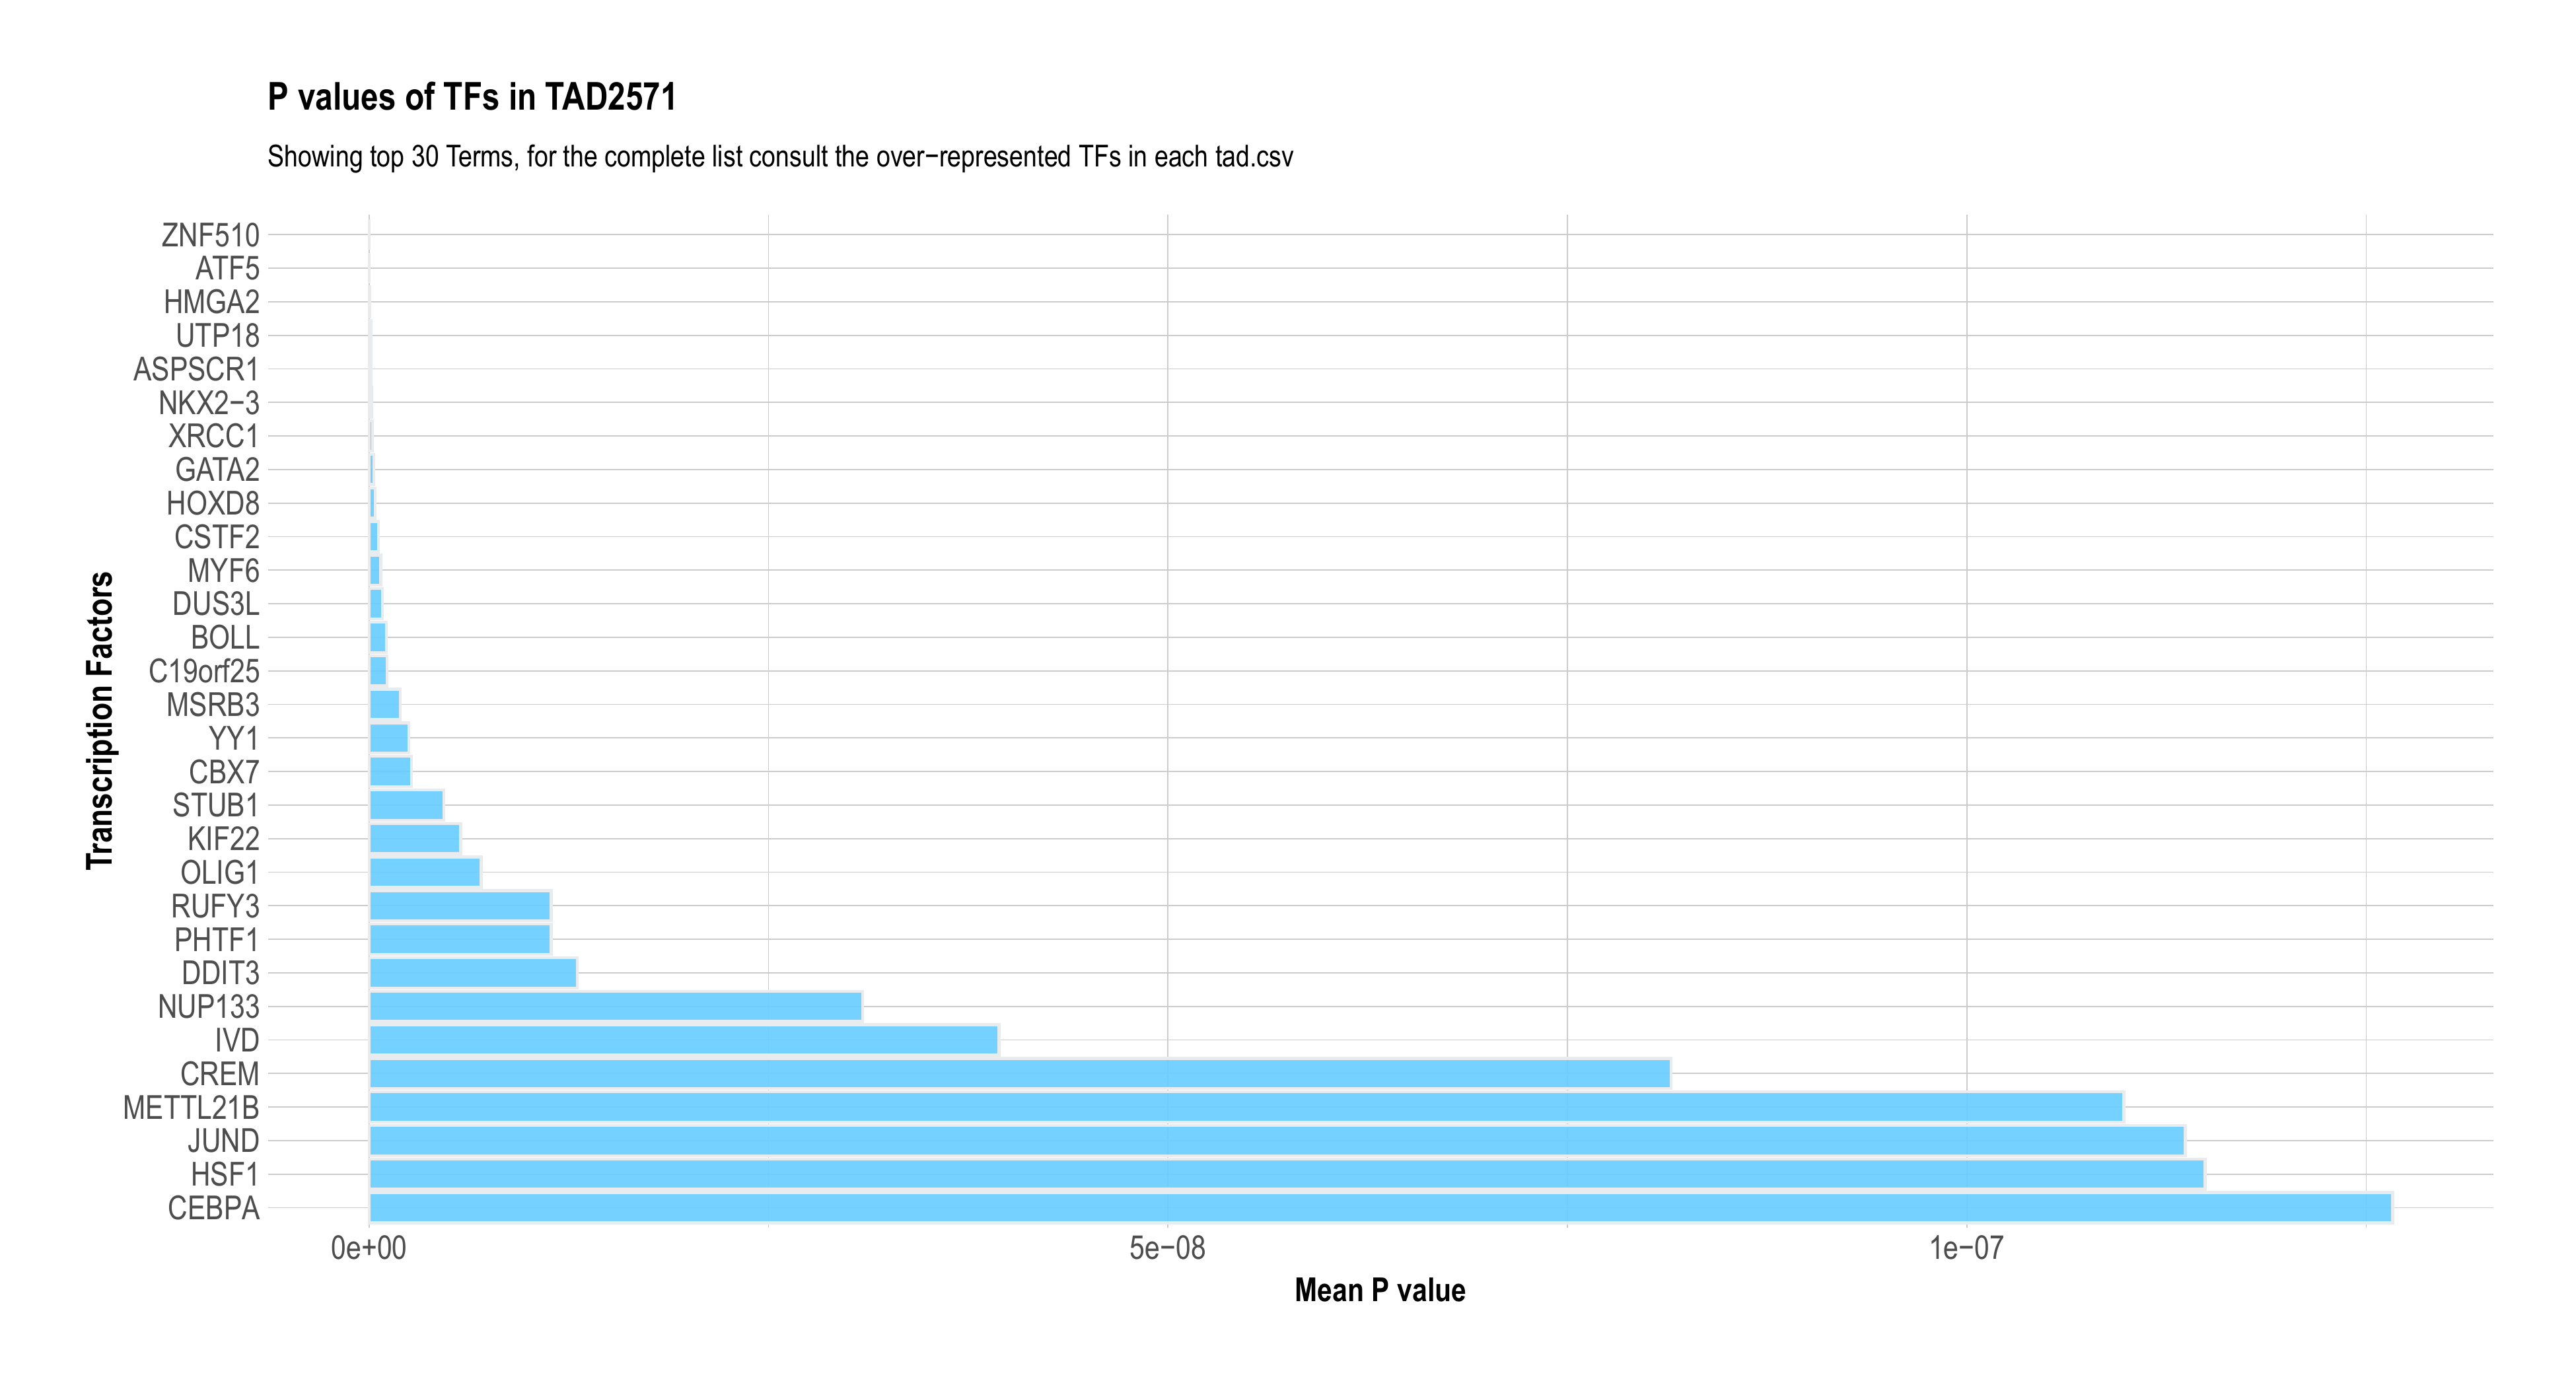 P values of TFs in TAD2571
Showing top 30 Terms, for the complete list consult the over−represented TFs in each tad.csv
Transcription Factors
ZNF510
ATF5
HMGA2
UTP18
ASPSCR1
NKX2−3
XRCC1
GATA2
HOXD8
CSTF2
MYF6
DUS3L
BOLL
C19orf25
MSRB3
YY1
CBX7
STUB1
KIF22
OLIG1
RUFY3
PHTF1
DDIT3
NUP133
IVD
CREM
METTL21B
JUND
HSF1
CEBPA
0e+00 5e−08 1e−07
Mean P value